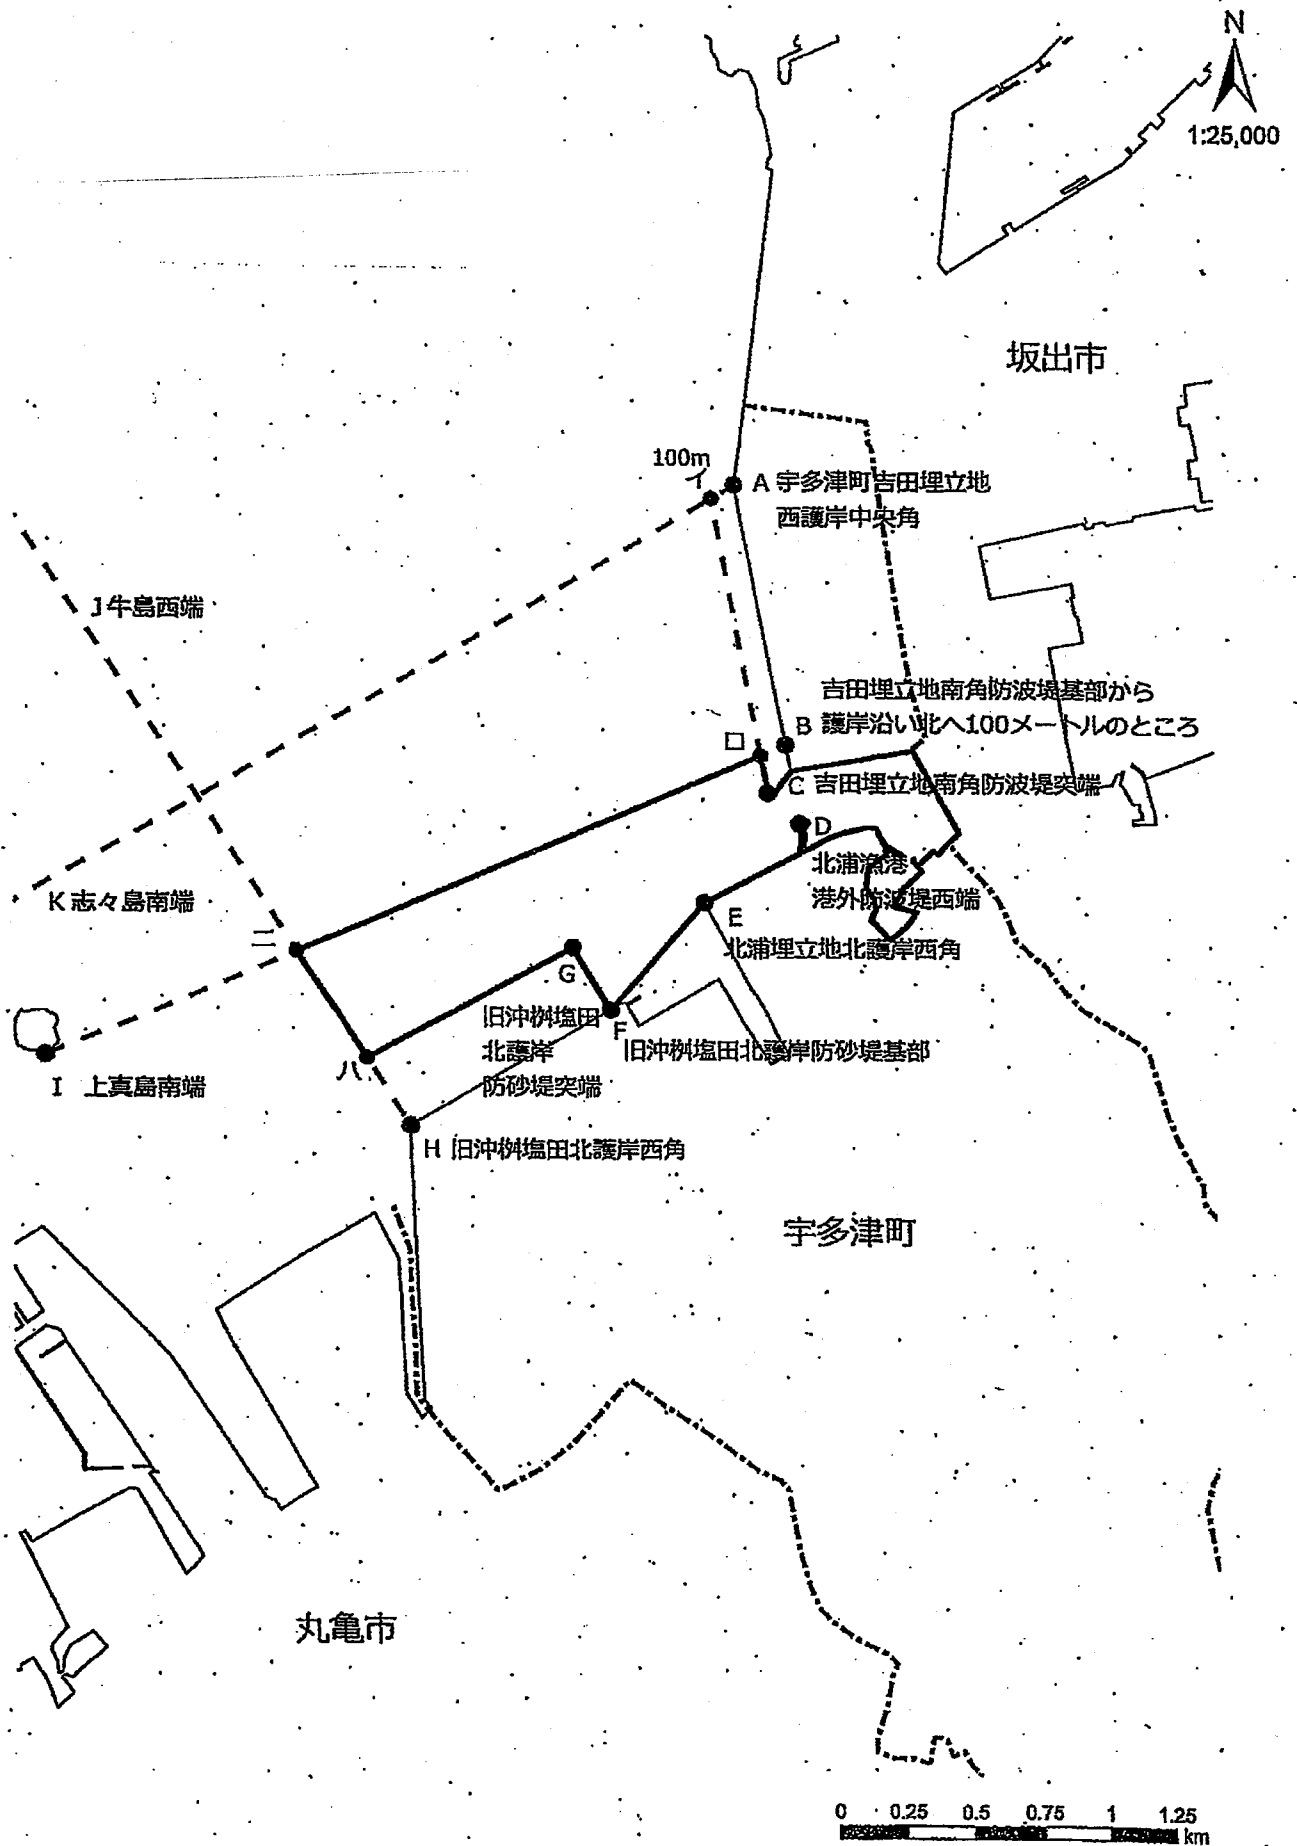 N
1:25,000
坂出市
100m
イ
A 宇多津町吉田埋立地
西護岸中央角
J 牛島西端
吉田埋立地南角防波堤基部から
B 護岸沿い北へ100メートルのところ
ロ
C 吉田埋立地南角防波堤突端
D
北浦漁港
港外防波堤西端
K 志々島南端
E
北浦埋立地北護岸西角
ニ
G
旧沖桝塩田
北護岸
防砂堤突端
F
旧沖桝塩田北護岸防砂堤基部
ハ
I 上真島南端
H 旧沖桝塩田北護岸西角
宇多津町
丸亀市
0 0.25 0.5 0.75 1 1.25
km